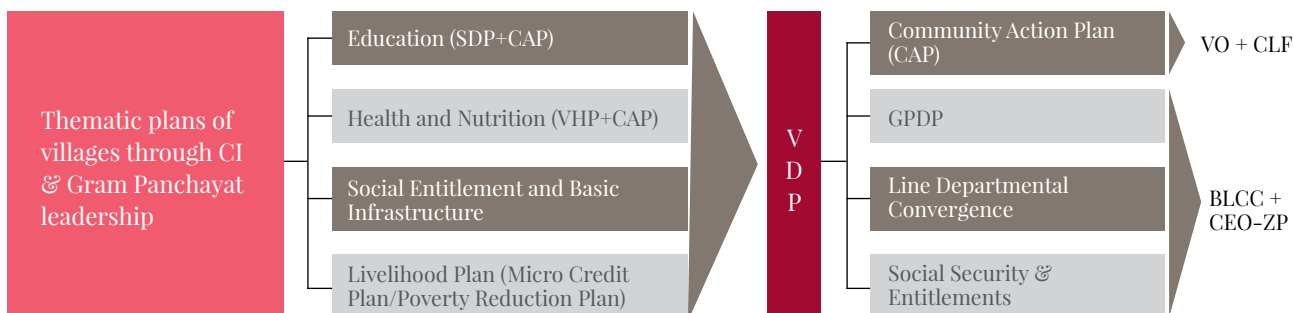 Thematic plans of
villages through CI
& Gram Panchayat
leadership
Education (SDP+CAP)
Health and Nutrition (VHP+CAP)
Social Entitlement and Basic
Infrastructure
Livelihood Plan (Micro Credit
Plan/Poverty Reduction Plan)
V
D
P
Community Action Plan
(CAP)
GPDP
Line Departmental
Convergence
Social Security &
Entitlements
VO + CLF
BLCC +
CEO-ZP